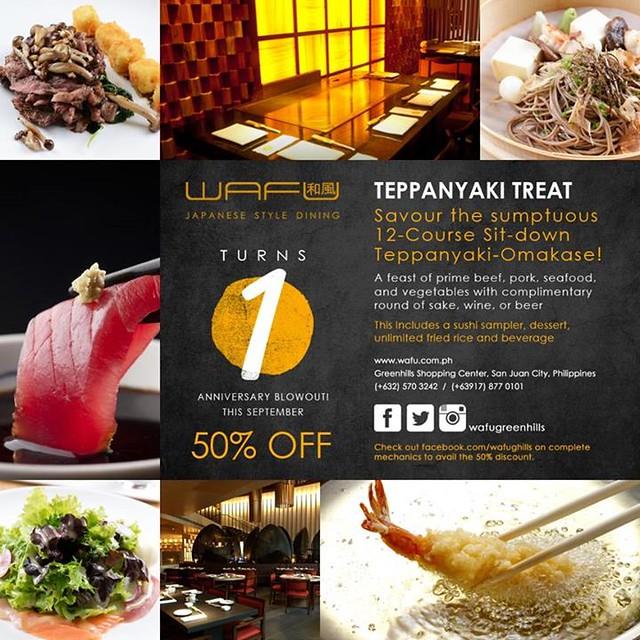 WAFU 和風
JAPANESE STYLE DINING
TURNS
1
ANNIVERSARY BLOWOUT!
THIS SEPTEMBER
50% OFF
TEPPANYAKI TREAT
Savour the sumptuous
12-Course Sit-down
Teppanyaki-Omakase!
A feast of prime beef, pork, seafood,
and vegetables with complimentary
round of sake, wine, or beer
This includes a sushi sampler, dessert,
unlimited fried rice and beverage
www.wafu.com.ph
Greenhills Shopping Center, San Juan City, Philippines
(+632) 570 3242 / (+63917) 877 0101
wafugreenhills
Check out facebook.com/wafughills on complete
mechanics to avail the 50% discount.